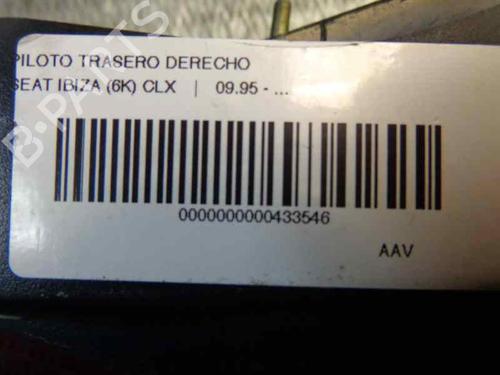 PILOTO TRASERO DERECHO
SEAT IBIZA (6K) CLX | 09.95 - ...
0000000000433546
AAV
B-PARTS